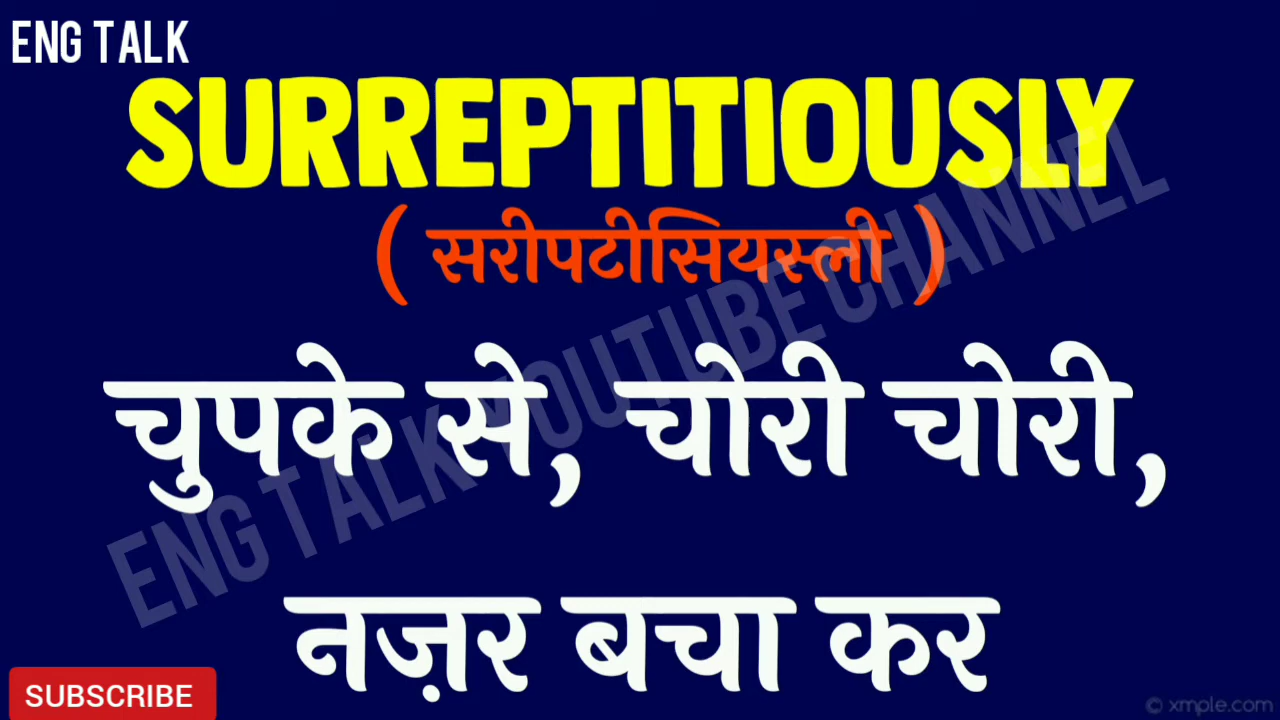 ENG TALK
SURREPTITIOUSLY
( सरीपटीसियस्ली )
चुपके से, चोरी चोरी,
नज़र बचा कर
ENG TALK YOUTUBE CHANNEL
SUBSCRIBE
© xmple.com